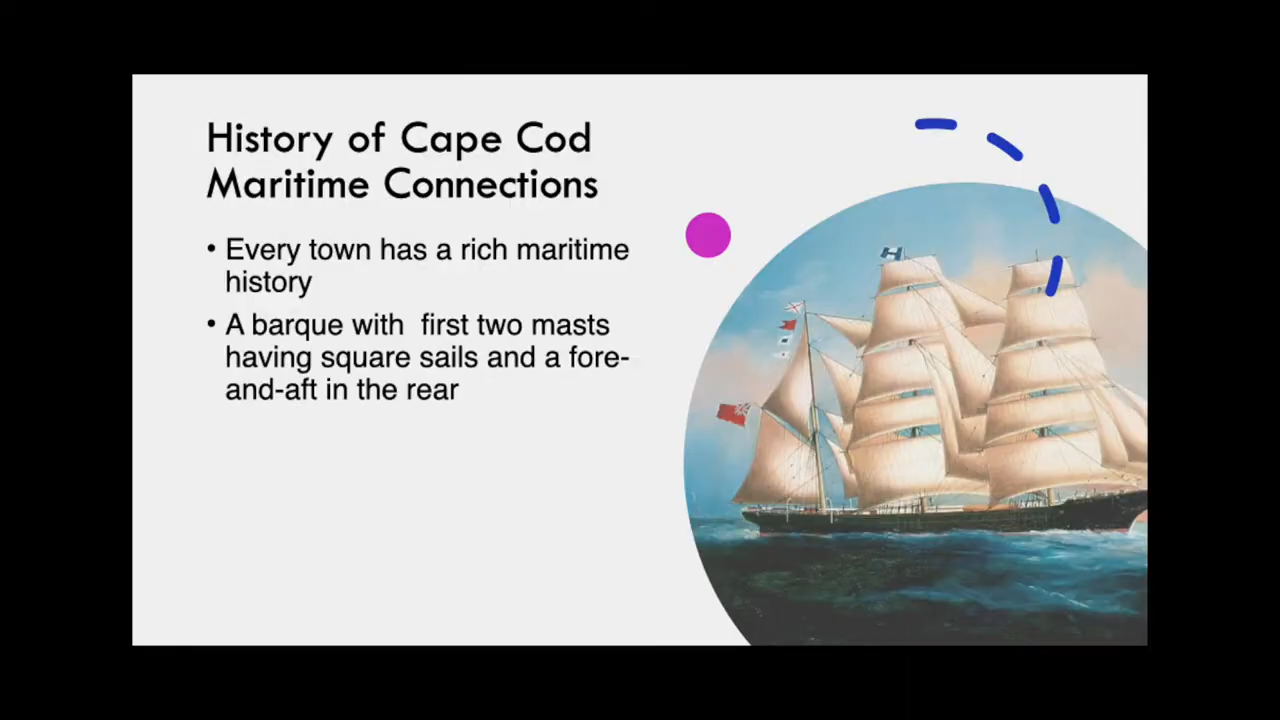 History of Cape Cod
Maritime Connections
• Every town has a rich maritime
history
• A barque with  first two masts
having square sails and a fore-
and-aft in the rear